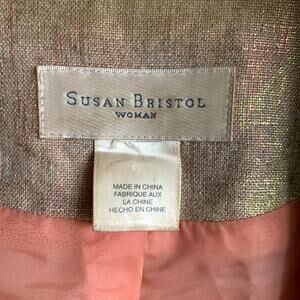 SUSAN BRISTOL
WOMAN
MADE IN CHINA
FABRIQUE AUX
LA CHINE
HECHO EN CHINE